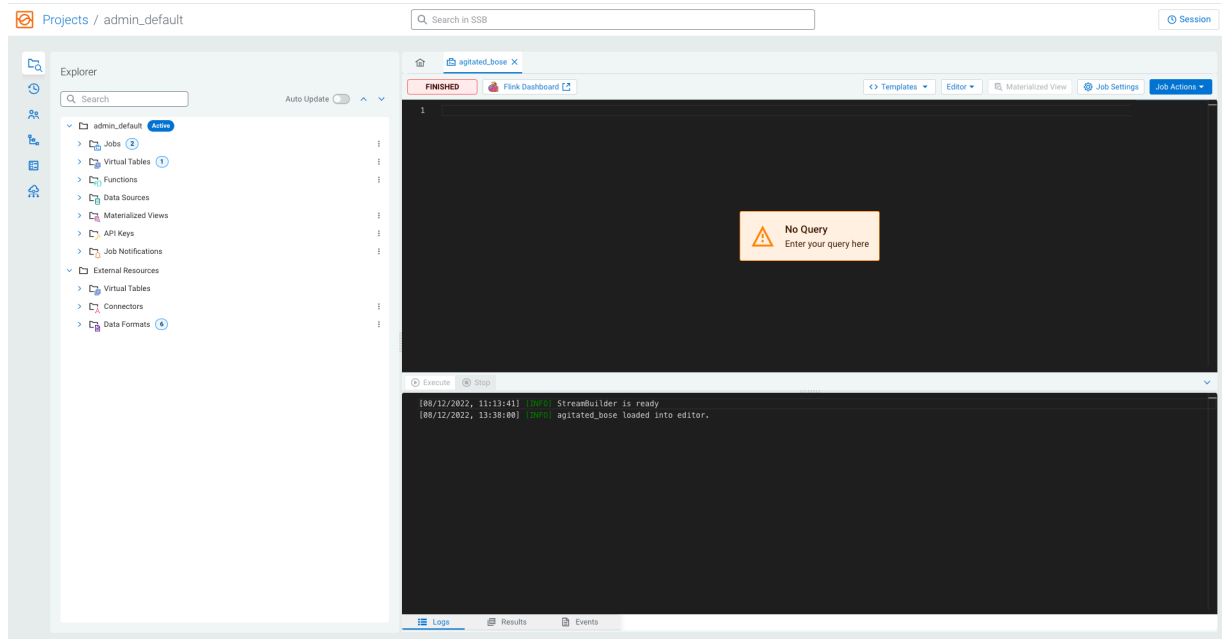 Projects / admin_default
Search in SSB
Session
Explorer
Search
Auto Update
admin_default Active
Jobs 2
Virtual Tables 1
Functions
Data Sources
Materialized Views
API Keys
Job Notifications
External Resources
Virtual Tables
Connectors
Data Formats 6
agitated_bose
FINISHED
Flink Dashboard
<> Templates
Editor
Materialized View
Job Settings
Job Actions
1
No Query
Enter your query here
Execute
Stop
[08/12/2022, 11:13:41] [INFO] StreamBuilder is ready
[08/12/2022, 13:38:00] [INFO] agitated_bose loaded into editor.
Logs
Results
Events